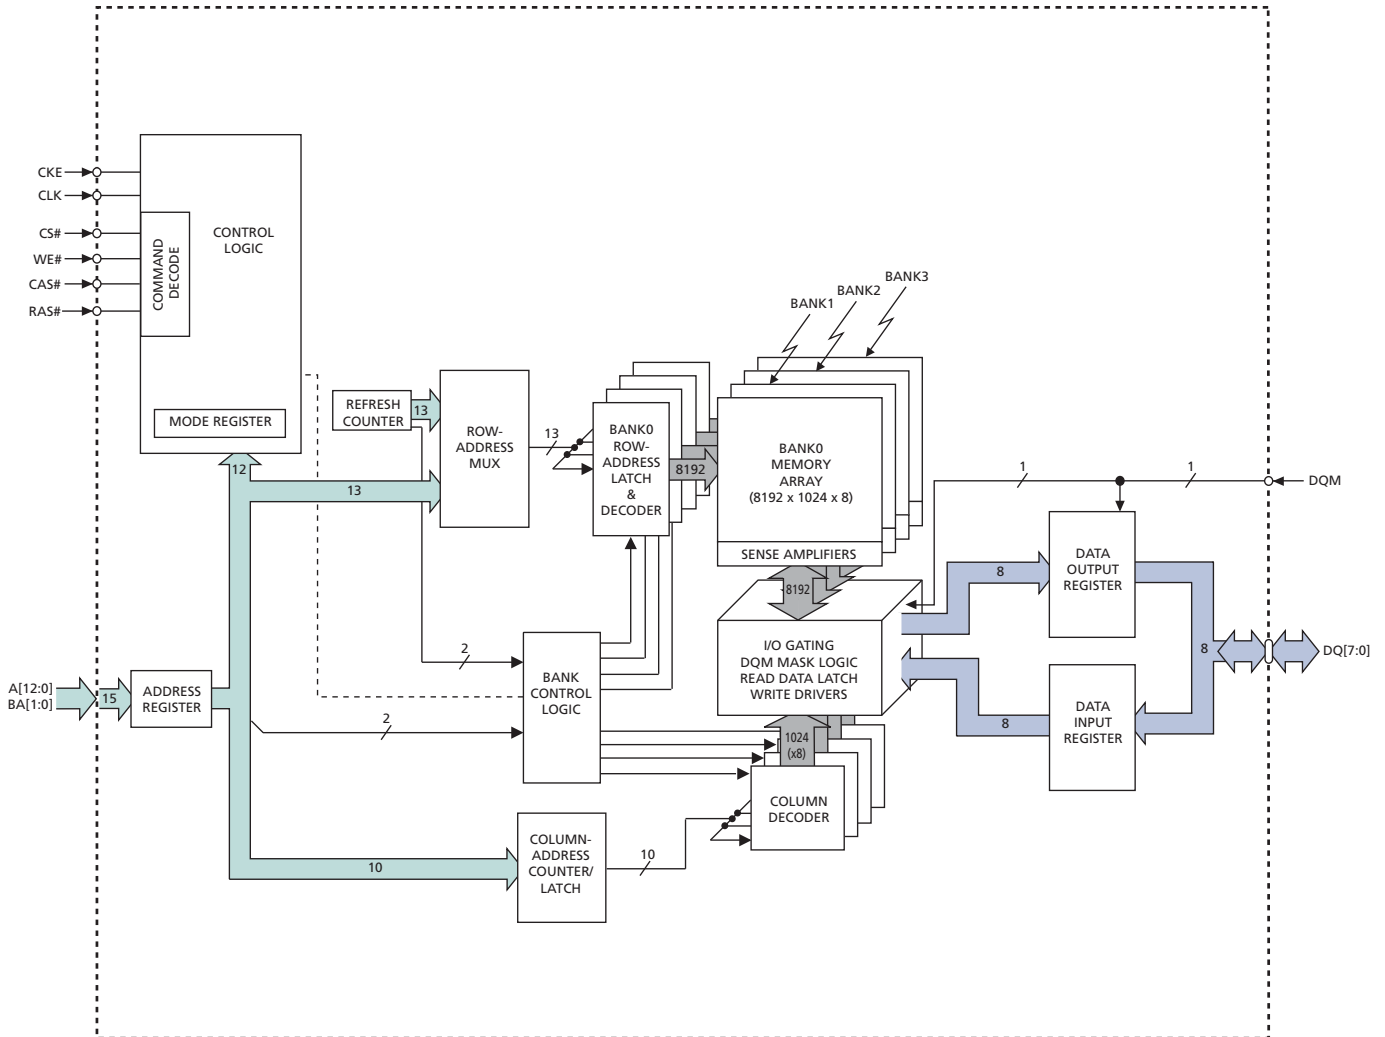 CKE
CLK
CS#
WE#
CAS#
RAS#
COMMAND
DECODE
CONTROL
LOGIC
MODE REGISTER
12
REFRESH
COUNTER
13
13
ROW-
ADDRESS
MUX
13
BANK0
ROW-
ADDRESS
LATCH
&
DECODER
8192
BANK1
BANK2
BANK3
BANK0
MEMORY
ARRAY
(8192 x 1024 x 8)
SENSE AMPLIFIERS
8192
I/O GATING
DQM MASK LOGIC
READ DATA LATCH
WRITE DRIVERS
1
1
DQM
DATA
OUTPUT
REGISTER
8
8
8
DQ[7:0]
DATA
INPUT
REGISTER
A[12:0]
BA[1:0]
15
ADDRESS
REGISTER
2
2
BANK
CONTROL
LOGIC
1024
(x8)
COLUMN
DECODER
10
COLUMN-
ADDRESS
COUNTER/
LATCH
10